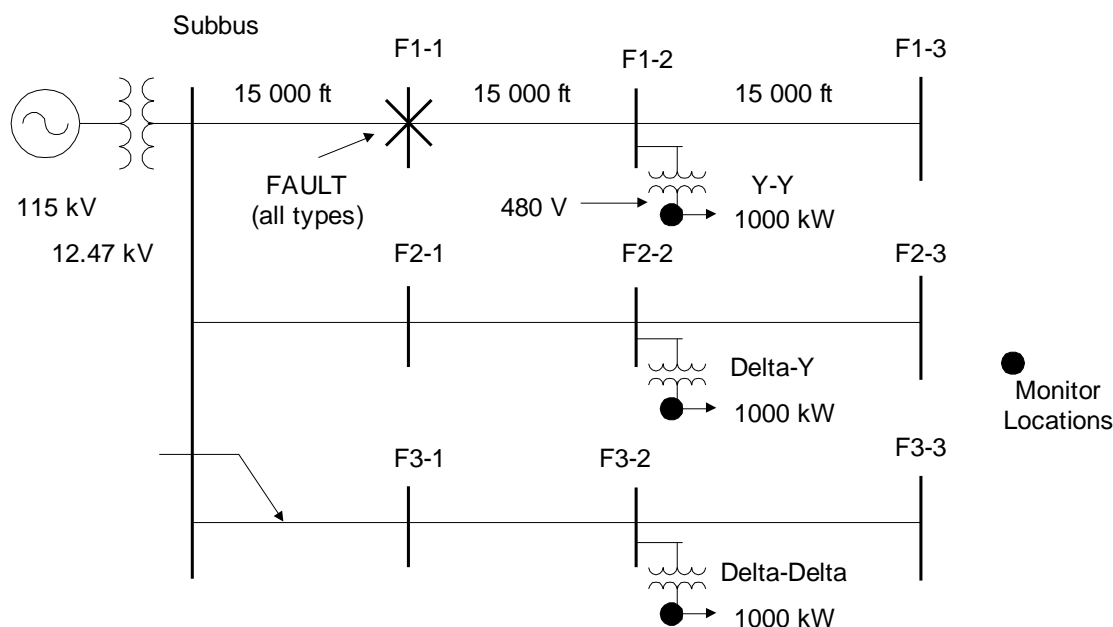 Subbus
F1-1
F1-2
F1-3
15 000 ft
15 000 ft
15 000 ft
FAULT
(all types)
480 V
Y-Y
1000 kW
115 kV
12.47 kV
F2-1
F2-2
F2-3
Delta-Y
1000 kW
Monitor
Locations
F3-1
F3-2
F3-3
Delta-Delta
1000 kW